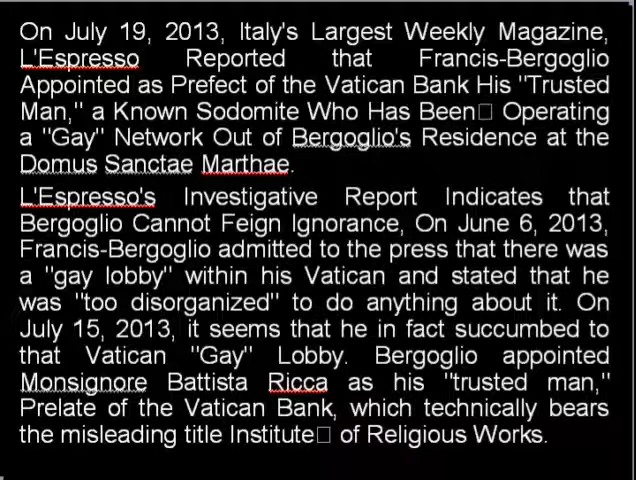 On July 19, 2013, Italy's Largest Weekly Magazine,
L'Espresso Reported that Francis-Bergoglio
Appointed as Prefect of the Vatican Bank His "Trusted
Man," a Known Sodomite Who Has Been□ Operating
a "Gay" Network Out of Bergoglio's Residence at the
Domus Sanctae Marthae.
L'Espresso's Investigative Report Indicates that
Bergoglio Cannot Feign Ignorance, On June 6, 2013,
Francis-Bergoglio admitted to the press that there was
a "gay lobby" within his Vatican and stated that he
was "too disorganized" to do anything about it. On
July 15, 2013, it seems that he in fact succumbed to
that Vatican "Gay" Lobby. Bergoglio appointed
Monsignore Battista Ricca as his "trusted man,"
Prelate of the Vatican Bank, which technically bears
the misleading title Institute□ of Religious Works.